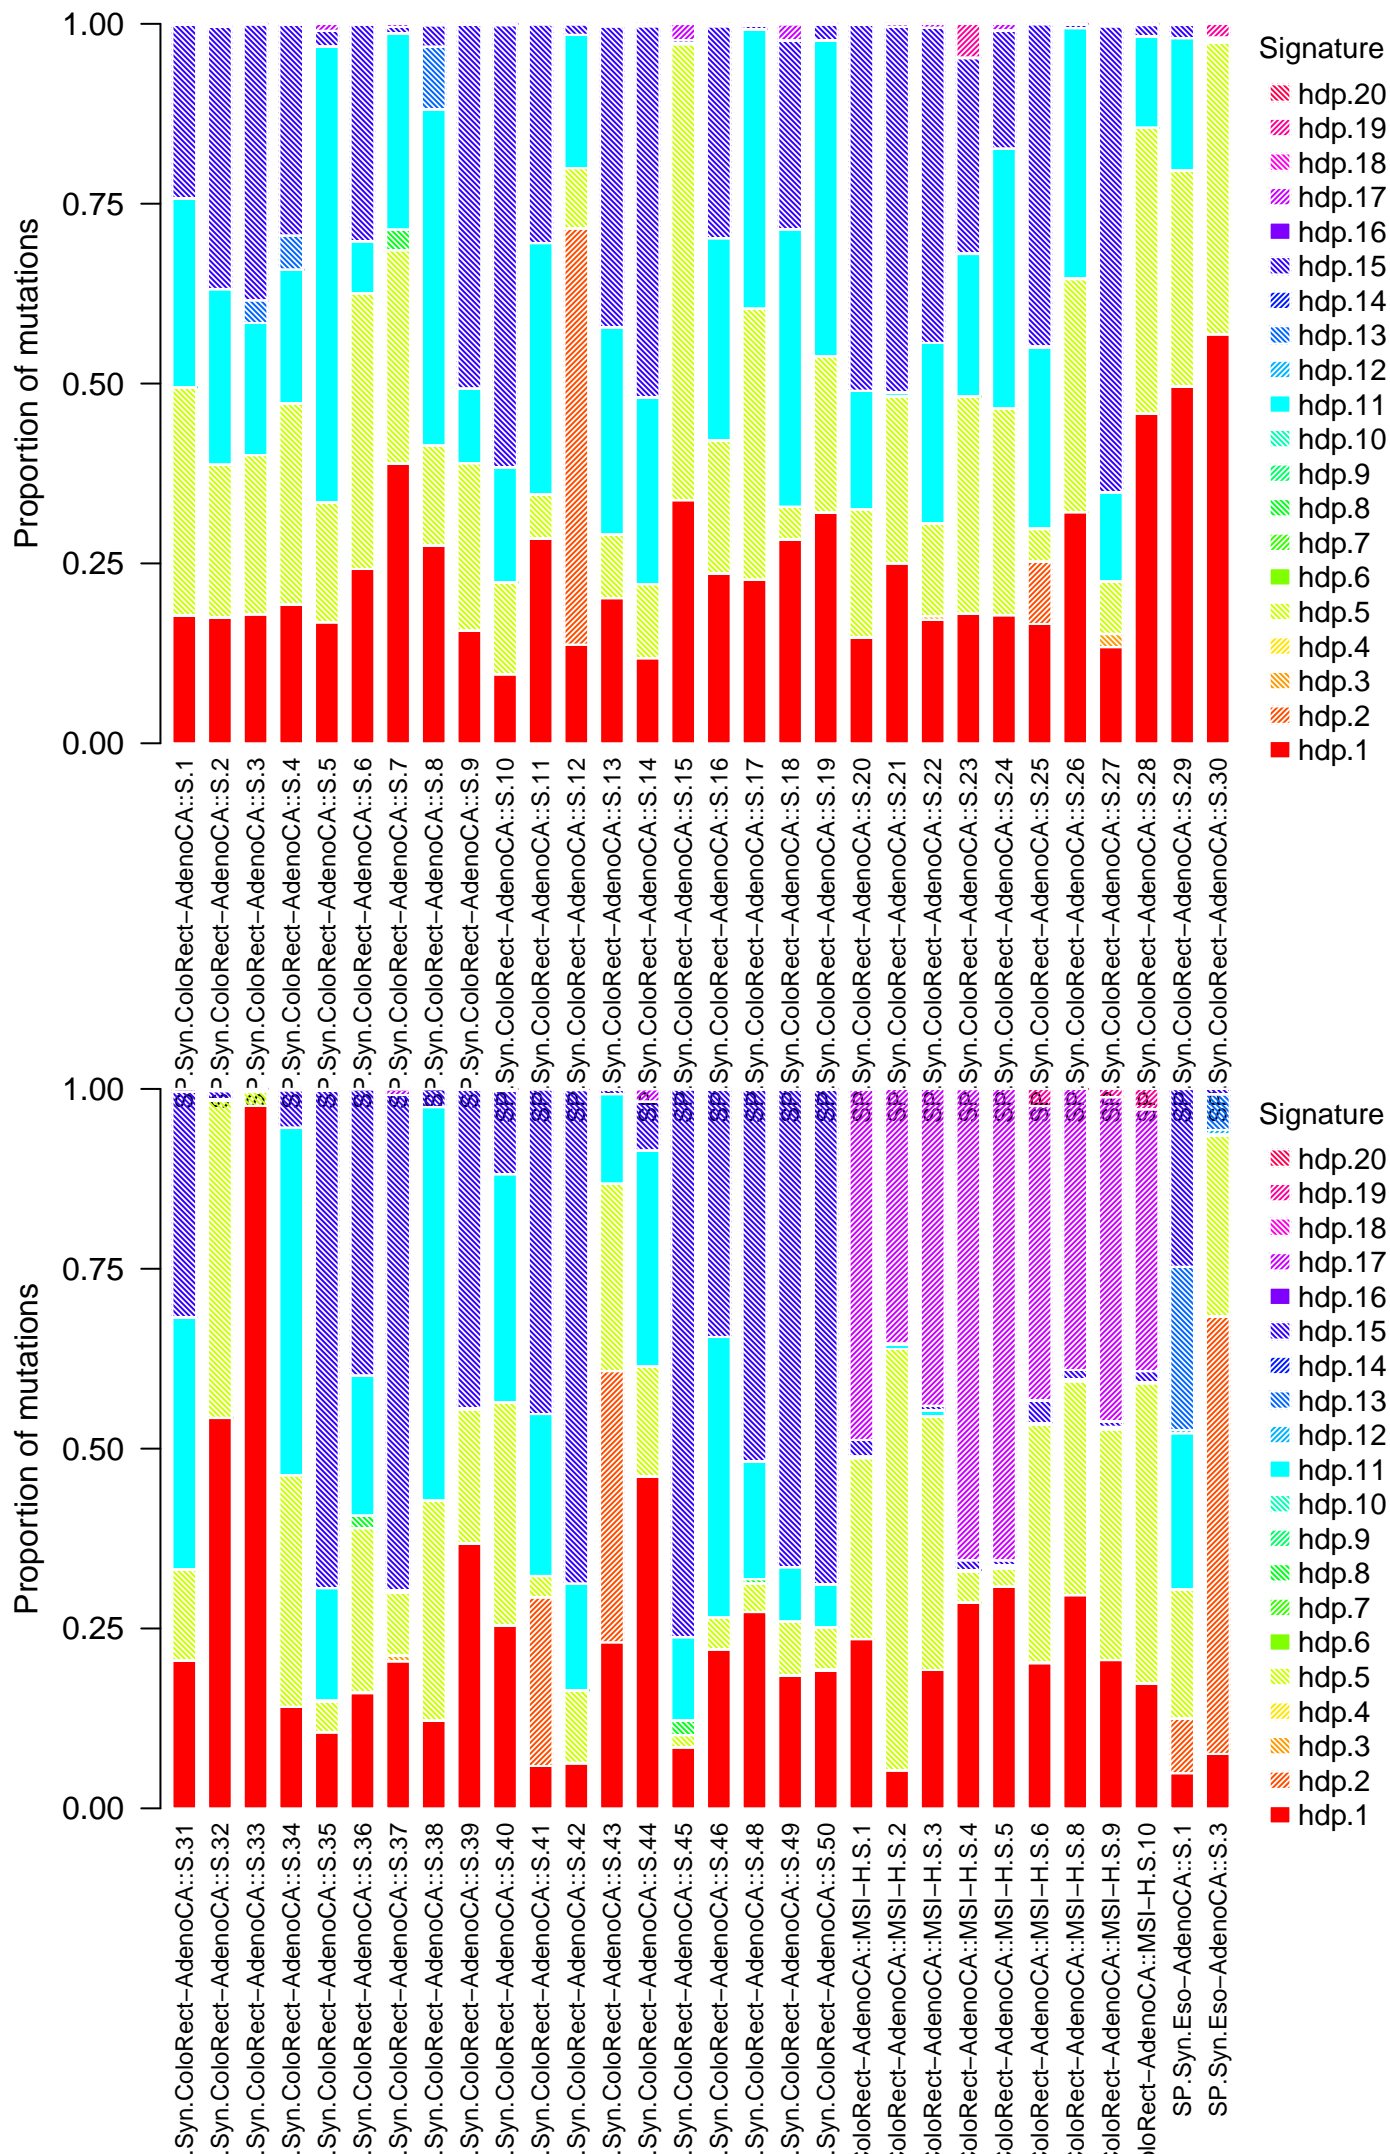 Proportion of mutations
1.00
0.75
0.50
0.25
0.00
Signature
hdp.20
hdp.19
hdp.18
hdp.17
hdp.16
hdp.15
hdp.14
hdp.13
hdp.12
hdp.11
hdp.10
hdp.9
hdp.8
hdp.7
hdp.6
hdp.5
hdp.4
hdp.3
hdp.2
hdp.1
SP.Syn.ColoRect−AdenoCA::S.1
SP.Syn.ColoRect−AdenoCA::S.2
SP.Syn.ColoRect−AdenoCA::S.3
SP.Syn.ColoRect−AdenoCA::S.4
SP.Syn.ColoRect−AdenoCA::S.5
SP.Syn.ColoRect−AdenoCA::S.6
SP.Syn.ColoRect−AdenoCA::S.7
SP.Syn.ColoRect−AdenoCA::S.8
SP.Syn.ColoRect−AdenoCA::S.9
SP.Syn.ColoRect−AdenoCA::S.10
SP.Syn.ColoRect−AdenoCA::S.11
SP.Syn.ColoRect−AdenoCA::S.12
SP.Syn.ColoRect−AdenoCA::S.13
SP.Syn.ColoRect−AdenoCA::S.14
SP.Syn.ColoRect−AdenoCA::S.15
SP.Syn.ColoRect−AdenoCA::S.16
SP.Syn.ColoRect−AdenoCA::S.17
SP.Syn.ColoRect−AdenoCA::S.18
SP.Syn.ColoRect−AdenoCA::S.19
SP.Syn.ColoRect−AdenoCA::S.20
SP.Syn.ColoRect−AdenoCA::S.21
SP.Syn.ColoRect−AdenoCA::S.22
SP.Syn.ColoRect−AdenoCA::S.23
SP.Syn.ColoRect−AdenoCA::S.24
SP.Syn.ColoRect−AdenoCA::S.25
SP.Syn.ColoRect−AdenoCA::S.26
SP.Syn.ColoRect−AdenoCA::S.27
SP.Syn.ColoRect−AdenoCA::S.28
SP.Syn.ColoRect−AdenoCA::S.29
SP.Syn.ColoRect−AdenoCA::S.30
Proportion of mutations
1.00
0.75
0.50
0.25
0.00
Signature
hdp.20
hdp.19
hdp.18
hdp.17
hdp.16
hdp.15
hdp.14
hdp.13
hdp.12
hdp.11
hdp.10
hdp.9
hdp.8
hdp.7
hdp.6
hdp.5
hdp.4
hdp.3
hdp.2
hdp.1
.Syn.ColoRect−AdenoCA::S.31
.Syn.ColoRect−AdenoCA::S.32
.Syn.ColoRect−AdenoCA::S.33
.Syn.ColoRect−AdenoCA::S.34
.Syn.ColoRect−AdenoCA::S.35
.Syn.ColoRect−AdenoCA::S.36
.Syn.ColoRect−AdenoCA::S.37
.Syn.ColoRect−AdenoCA::S.38
.Syn.ColoRect−AdenoCA::S.39
.Syn.ColoRect−AdenoCA::S.40
.Syn.ColoRect−AdenoCA::S.41
.Syn.ColoRect−AdenoCA::S.42
.Syn.ColoRect−AdenoCA::S.43
.Syn.ColoRect−AdenoCA::S.44
.Syn.ColoRect−AdenoCA::S.45
.Syn.ColoRect−AdenoCA::S.46
.Syn.ColoRect−AdenoCA::S.48
.Syn.ColoRect−AdenoCA::S.49
.Syn.ColoRect−AdenoCA::S.50
ColoRect−AdenoCA::MSI−H.S.1
ColoRect−AdenoCA::MSI−H.S.2
ColoRect−AdenoCA::MSI−H.S.3
ColoRect−AdenoCA::MSI−H.S.4
ColoRect−AdenoCA::MSI−H.S.5
ColoRect−AdenoCA::MSI−H.S.6
ColoRect−AdenoCA::MSI−H.S.8
ColoRect−AdenoCA::MSI−H.S.9
oloRect−AdenoCA::MSI−H.S.10
SP.Syn.Eso−AdenoCA::S.1
SP.Syn.Eso−AdenoCA::S.3